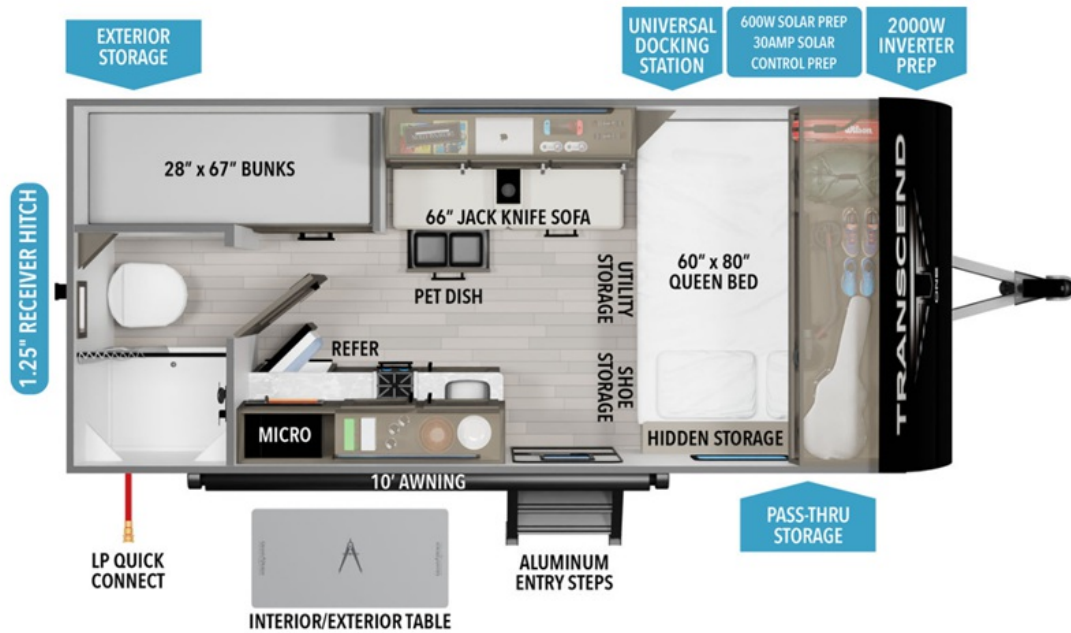 EXTERIOR
STORAGE
UNIVERSAL
DOCKING
STATION
600W SOLAR PREP
30AMP SOLAR
CONTROL PREP
2000W
INVERTER
PREP
28" x 67" BUNKS
66" JACK KNIFE SOFA
1.25" RECEIVER HITCH
PET DISH
UTILITY
STORAGE
60" x 80"
QUEEN BED
Wilson
TRANSCEND
ONE
REFER
SHOE
STORAGE
MICRO
HIDDEN STORAGE
10' AWNING
LP QUICK
CONNECT
ALUMINUM
ENTRY STEPS
PASS-THRU
STORAGE
INTERIOR/EXTERIOR TABLE